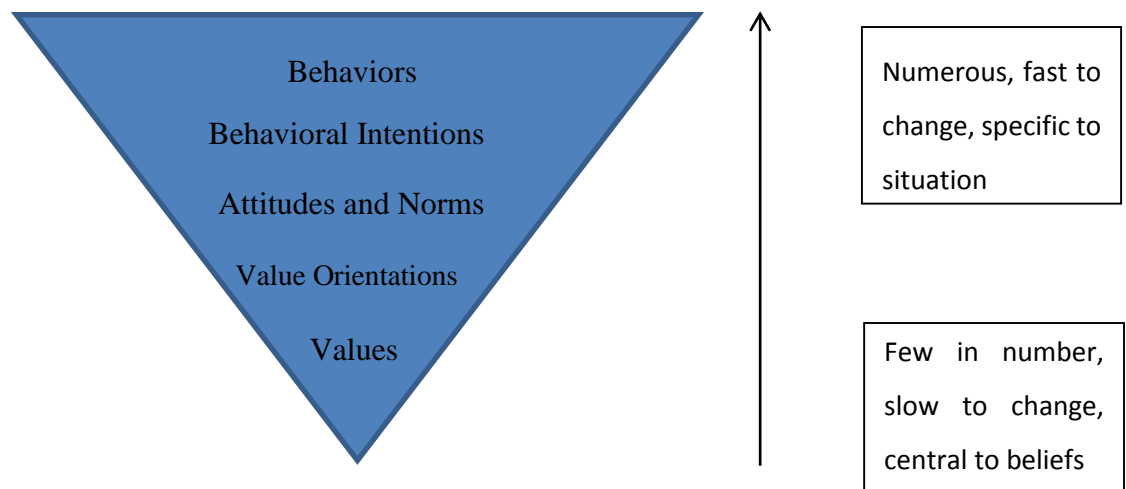 Behaviors
Behavioral Intentions
Attitudes and Norms
Value Orientations
Values
Numerous, fast to
change, specific to
situation
Few in number,
slow to change,
central to beliefs